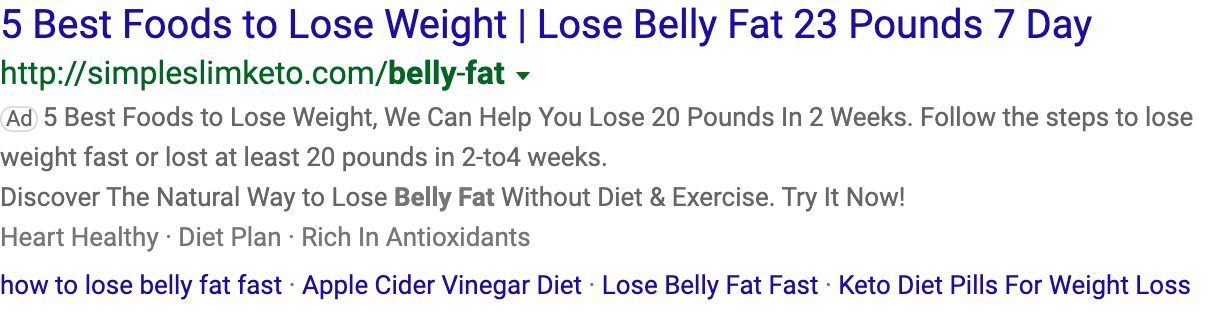 5 Best Foods to Lose Weight | Lose Belly Fat 23 Pounds 7 Day
http://simpleslimketo.com/belly-fat
Ad 5 Best Foods to Lose Weight, We Can Help You Lose 20 Pounds In 2 Weeks. Follow the steps to lose
weight fast or lost at least 20 pounds in 2-to4 weeks.
Discover The Natural Way to Lose Belly Fat Without Diet & Exercise. Try It Now!
Heart Healthy · Diet Plan · Rich In Antioxidants
how to lose belly fat fast · Apple Cider Vinegar Diet · Lose Belly Fat Fast · Keto Diet Pills For Weight Loss